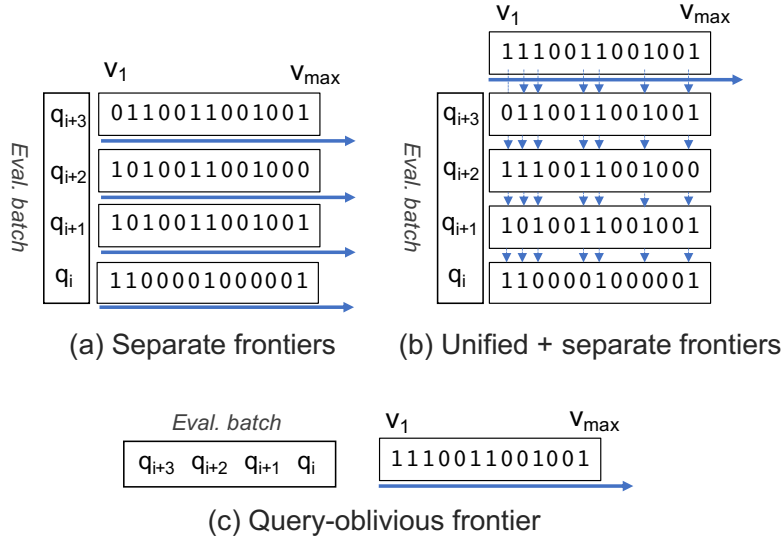 (a) Separate frontiers
v1 vmax
Eval. batch
qi+3 0110011001001
qi+2 1010011001000
qi+1 1010011001001
qi 1100001000001
(b) Unified + separate frontiers
v1 vmax
1110011001001
Eval. batch
qi+3 0110011001001
qi+2 1110011001000
qi+1 1010011001001
qi 1100001000001
Eval. batch
qi+3 qi+2 qi+1 qi
v1 vmax
1110011001001
(c) Query-oblivious frontier